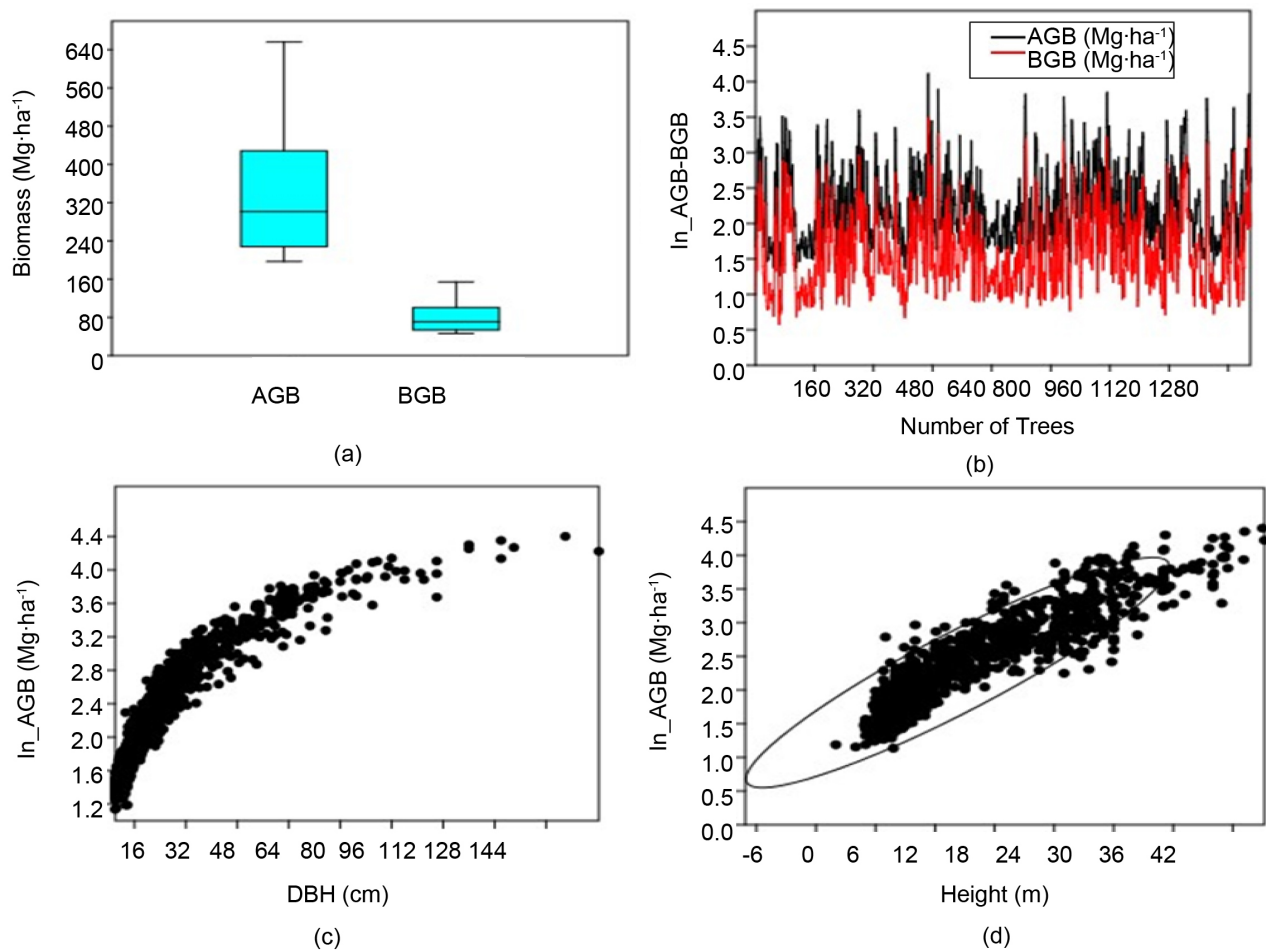 640
560
480
400
320
240
160
80
0
Biomass (Mg·ha⁻¹)
AGB BGB
(a)
AGB (Mg·ha⁻¹)
BGB (Mg·ha⁻¹)
4.5
4.0
3.5
3.0
2.5
2.0
1.5
1.0
0.5
0.0
ln_AGB-BGB
160 320 480 640 800 960 1120 1280
Number of Trees
(b)
4.4
4.0
3.6
3.2
2.8
2.4
2.0
1.6
1.2
ln_AGB (Mg·ha⁻¹)
16 32 48 64 80 96 112 128 144
DBH (cm)
(c)
4.5
4.0
3.5
3.0
2.5
2.0
1.5
1.0
0.5
0.0
ln_AGB (Mg·ha⁻¹)
-6 0 6 12 18 24 30 36 42
Height (m)
(d)